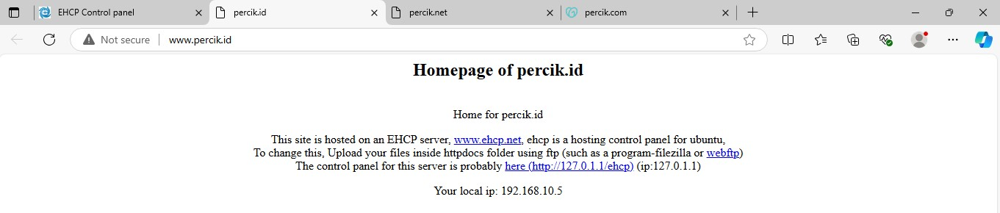 EHCP Control panel
percik.id
percik.net
percik.com
Not secure
www.percik.id
Homepage of percik.id
Home for percik.id
This site is hosted on an EHCP server, www.ehcp.net, ehcp is a hosting control panel for ubuntu,
To change this, Upload your files inside httpdocs folder using ftp (such as a program-filezilla or webftp)
The control panel for this server is probably here (http://127.0.1.1/ehcp) (ip:127.0.1.1)
Your local ip: 192.168.10.5